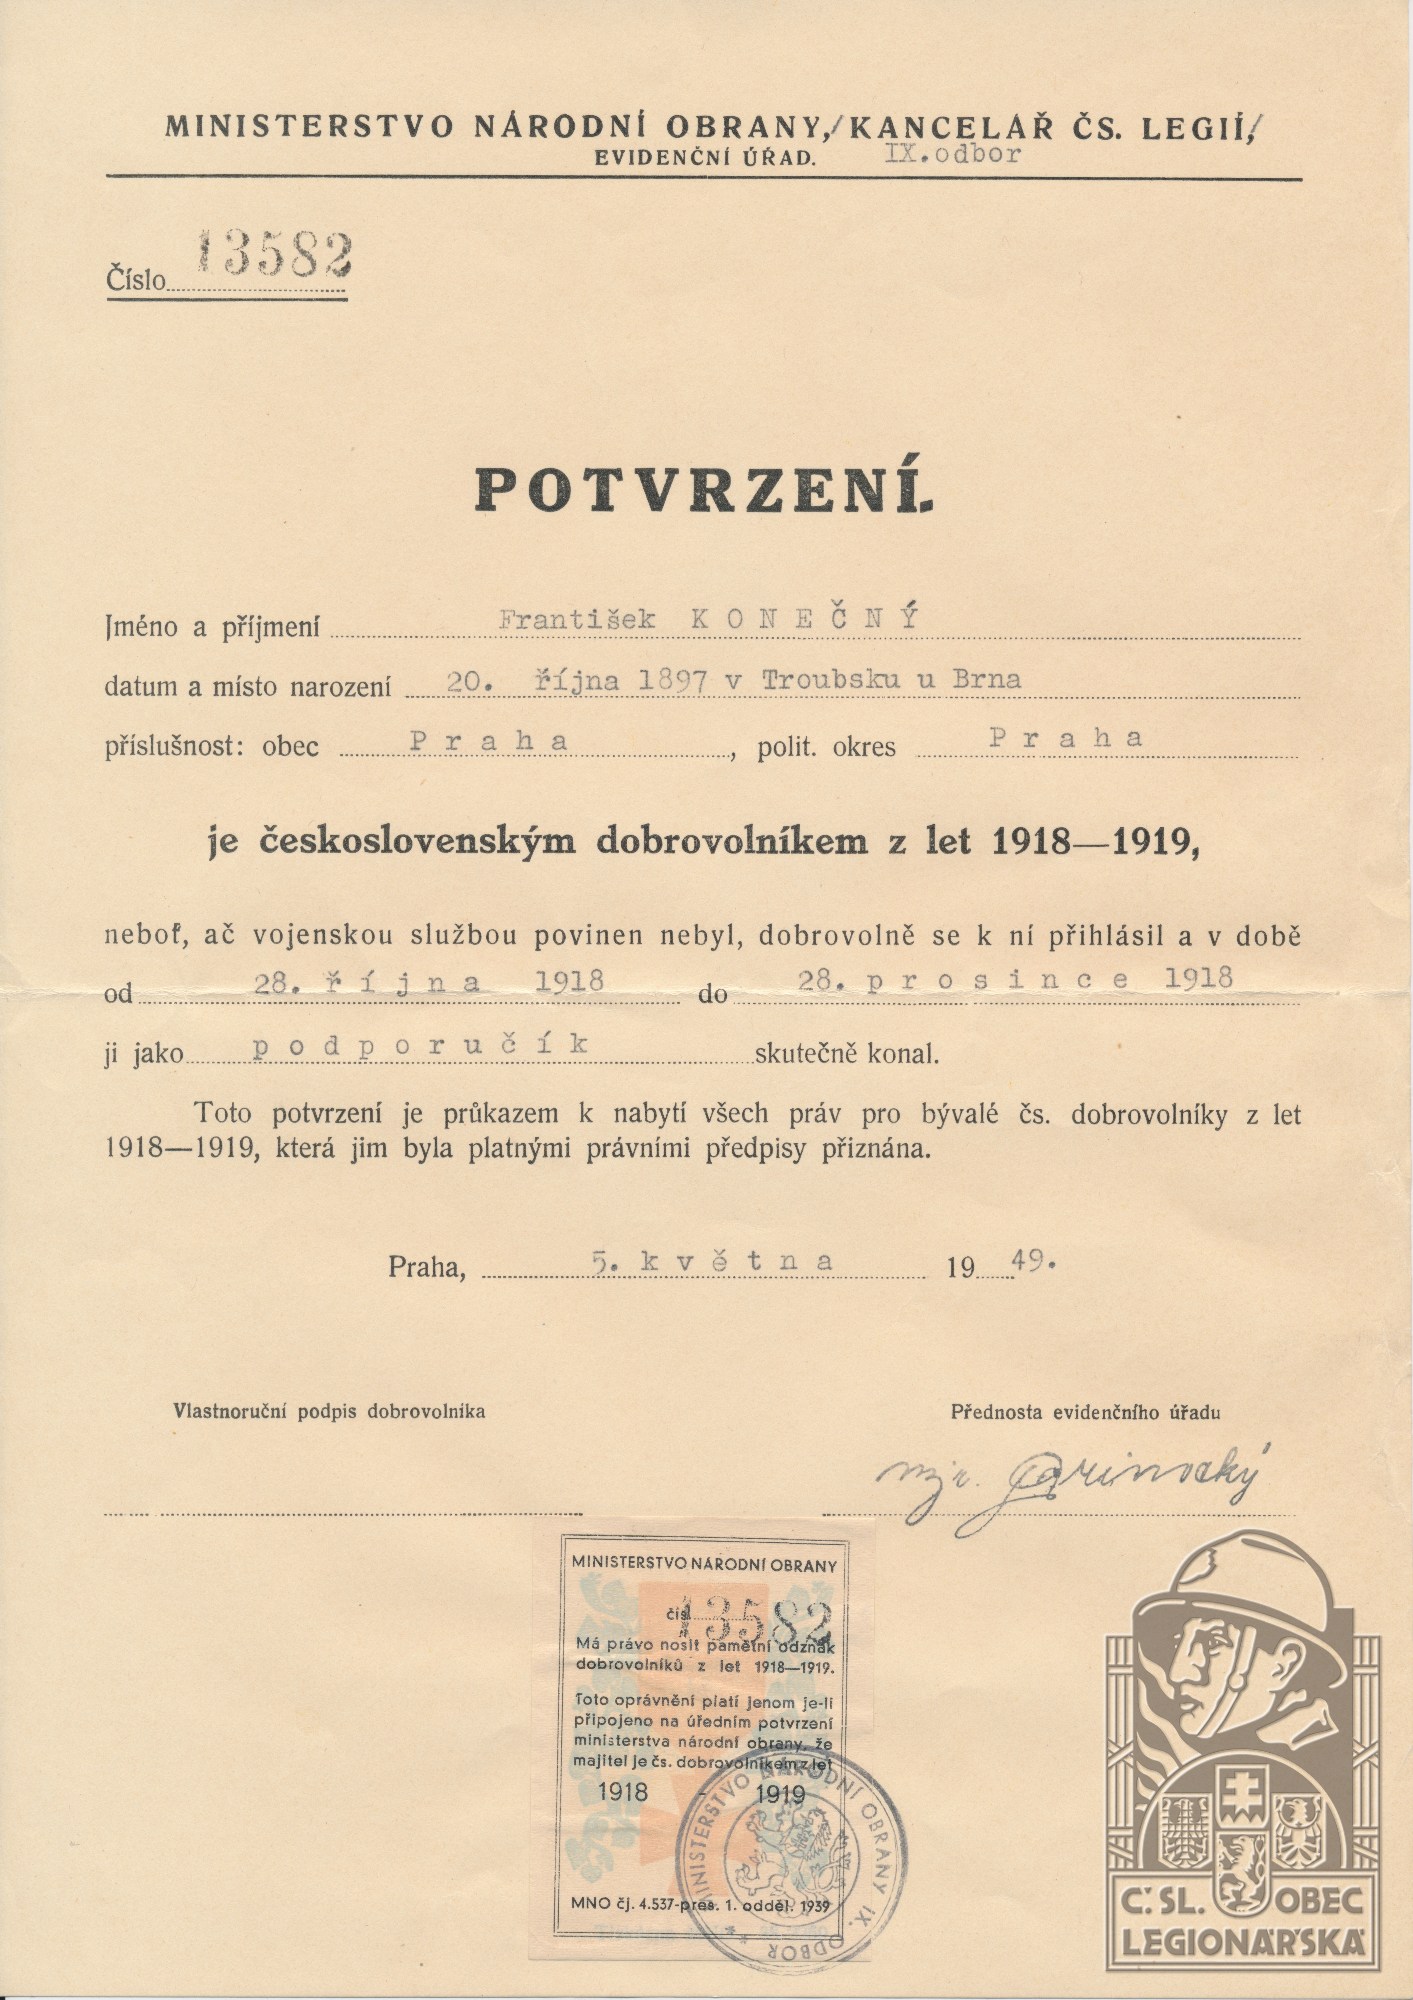 MINISTERSTVO NÁRODNÍ OBRANY,/KANCELÁŘ ČS. LEGIÍ,/
EVIDENČNÍ ÚŘAD. IX.odbor
Číslo 13582
POTVRZENÍ.
Jméno a příjmení František KONEČNÝ
datum a místo narození 20. října 1897 v Troubsku u Brna
příslušnost: obec Praha, polit. okres Praha
je československým dobrovolníkem z let 1918—1919,
neboť, ač vojenskou službou povinen nebyl, dobrovolně se k ní přihlásil a v době
od 28. října 1918 do 28. prosince 1918
ji jako podporučík skutečně konal.
Toto potvrzení je průkazem k nabytí všech práv pro bývalé čs. dobrovolníky z let
1918—1919, která jim byla platnými právními předpisy přiznána.
Praha, 5. května 1949.
Vlastnoruční podpis dobrovolníka Přednosta evidenčního úřadu
mjr.
MINISTERSTVO NÁRODNÍ OBRANY
čísl 13582
Má právo nosit pamětní odznak
dobrovolníků z let 1918—1919.
Toto oprávnění platí jenom je-li
připojeno na úředním potvrzení
ministerstva národní obrany, že
majitel je čs. dobrovolníkem z let
1918 - 1919
MNO čj. 4.537-pres. 1. odděl. 1939
MINISTERSTVO NÁRODNÍ OBRANY IX. ODBOR
Č.SL. OBEC
LEGIONÁŘSKÁ